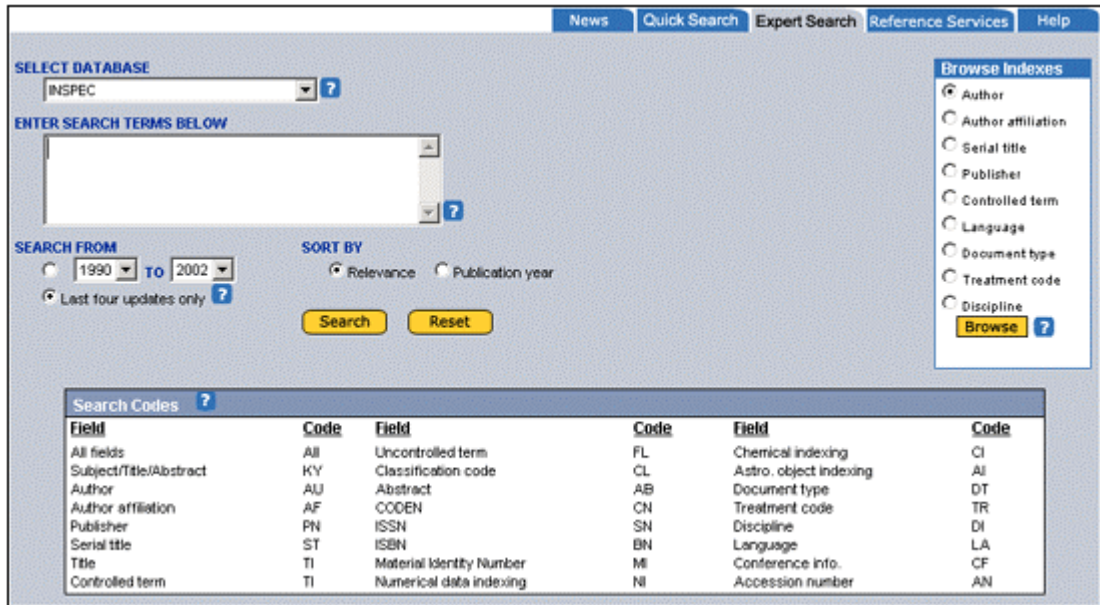 News Quick Search Expert Search Reference Services Help
SELECT DATABASE
INSPEC
?
ENTER SEARCH TERMS BELOW
?
SEARCH FROM
1990 TO 2002
Last four updates only ?
SORT BY
Relevance Publication year
Search Reset
Browse Indexes
Author
Author affiliation
Serial title
Publisher
Controlled term
Language
Document type
Treatment code
Discipline
Browse ?
Search Codes ?
Field Code Field Code Field Code
All fields All Uncontrolled term FL Chemical indexing CI
Subject/Title/Abstract KY Classification code CL Astro. object indexing AI
Author AU Abstract AB Document type DT
Author affiliation AF CODEN CN Treatment code TR
Publisher PN ISSN SN Discipline DI
Serial title ST ISBN BN Language LA
Title TI Material Identity Number MI Conference info. CF
Controlled term TI Numerical data indexing NI Accession number AN